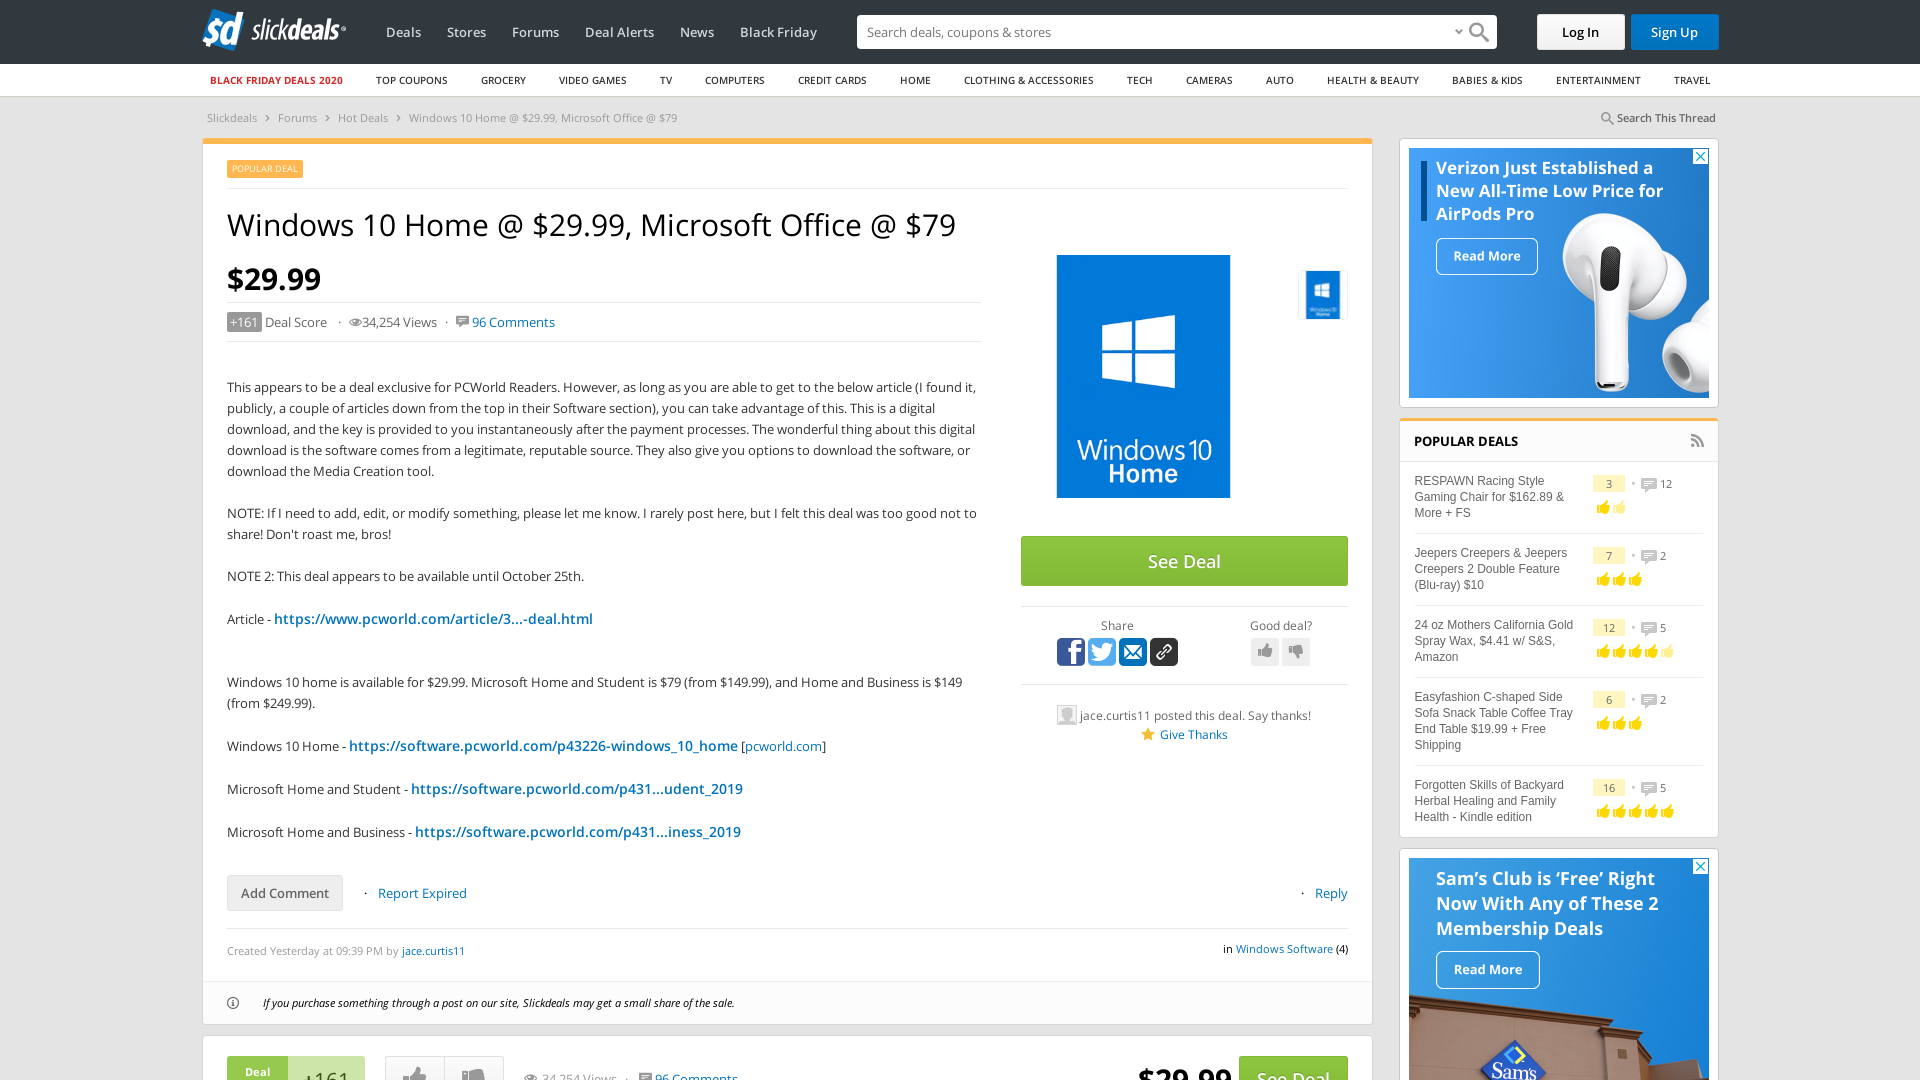 sd slickdeals
Deals Stores Forums Deal Alerts News Black Friday
Search deals, coupons & stores
Log In Sign Up
BLACK FRIDAY DEALS 2020 TOP COUPONS GROCERY VIDEO GAMES TV COMPUTERS CREDIT CARDS HOME CLOTHING & ACCESSORIES TECH CAMERAS AUTO HEALTH & BEAUTY BABIES & KIDS ENTERTAINMENT TRAVEL
Slickdeals › Forums › Hot Deals › Windows 10 Home @ $29.99, Microsoft Office @ $79
Search This Thread
POPULAR DEAL
Windows 10 Home @ $29.99, Microsoft Office @ $79
$29.99
+161 Deal Score · 34,254 Views · 96 Comments
This appears to be a deal exclusive for PCWorld Readers. However, as long as you are able to get to the below article (I found it,
publicly, a couple of articles down from the top in their Software section), you can take advantage of this. This is a digital
download, and the key is provided to you instantaneously after the payment processes. The wonderful thing about this digital
download is the software comes from a legitimate, reputable source. They also give you options to download the software, or
download the Media Creation tool.
NOTE: If I need to add, edit, or modify something, please let me know. I rarely post here, but I felt this deal was too good not to
share! Don't roast me, bros!
NOTE 2: This deal appears to be available until October 25th.
Article - https://www.pcworld.com/article/3...-deal.html
Windows 10 home is available for $29.99. Microsoft Home and Student is $79 (from $149.99), and Home and Business is $149
(from $249.99).
Windows 10 Home - https://software.pcworld.com/p43226-windows_10_home [pcworld.com]
Microsoft Home and Student - https://software.pcworld.com/p431...udent_2019
Microsoft Home and Business - https://software.pcworld.com/p431...iness_2019
Add Comment · Report Expired
· Reply
Created Yesterday at 09:39 PM by jace.curtis11
in Windows Software (4)
If you purchase something through a post on our site, Slickdeals may get a small share of the sale.
Windows 10
Home
See Deal
Share
Good deal?
jace.curtis11 posted this deal. Say thanks!
Give Thanks
Deal
+161
34,254 Views · 96 Comments
$29.99
See Deal
Verizon Just Established a
New All-Time Low Price for
AirPods Pro
Read More
POPULAR DEALS
RESPAWN Racing Style
Gaming Chair for $162.89 &
More + FS
3 • 12
Jeepers Creepers & Jeepers
Creepers 2 Double Feature
(Blu-ray) $10
7 • 2
24 oz Mothers California Gold
Spray Wax, $4.41 w/ S&S,
Amazon
12 • 5
Easyfashion C-shaped Side
Sofa Snack Table Coffee Tray
End Table $19.99 + Free
Shipping
6 • 2
Forgotten Skills of Backyard
Herbal Healing and Family
Health - Kindle edition
16 • 5
Sam's Club is ‘Free’ Right
Now With Any of These 2
Membership Deals
Read More
Sam's